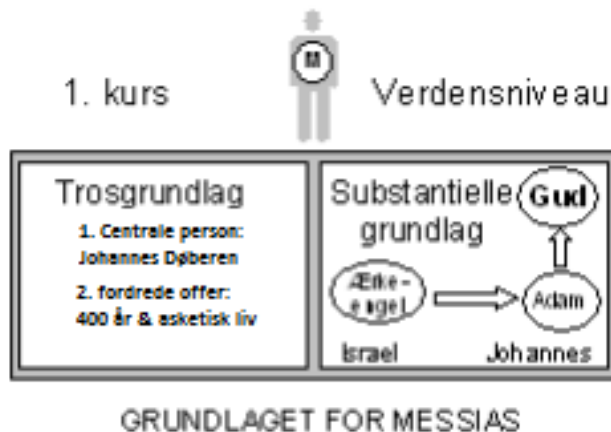 M
1. kurs
Verdensniveau
Trosgrundlag
1. Centrale person:
Johannes Døberen
2. fordrede offer:
400 år & asketisk liv
Substantielle
grundlag
Gud
Ærke-
engel
Adam
Israel
Johannes
GRUNDLAGET FOR MESSIAS